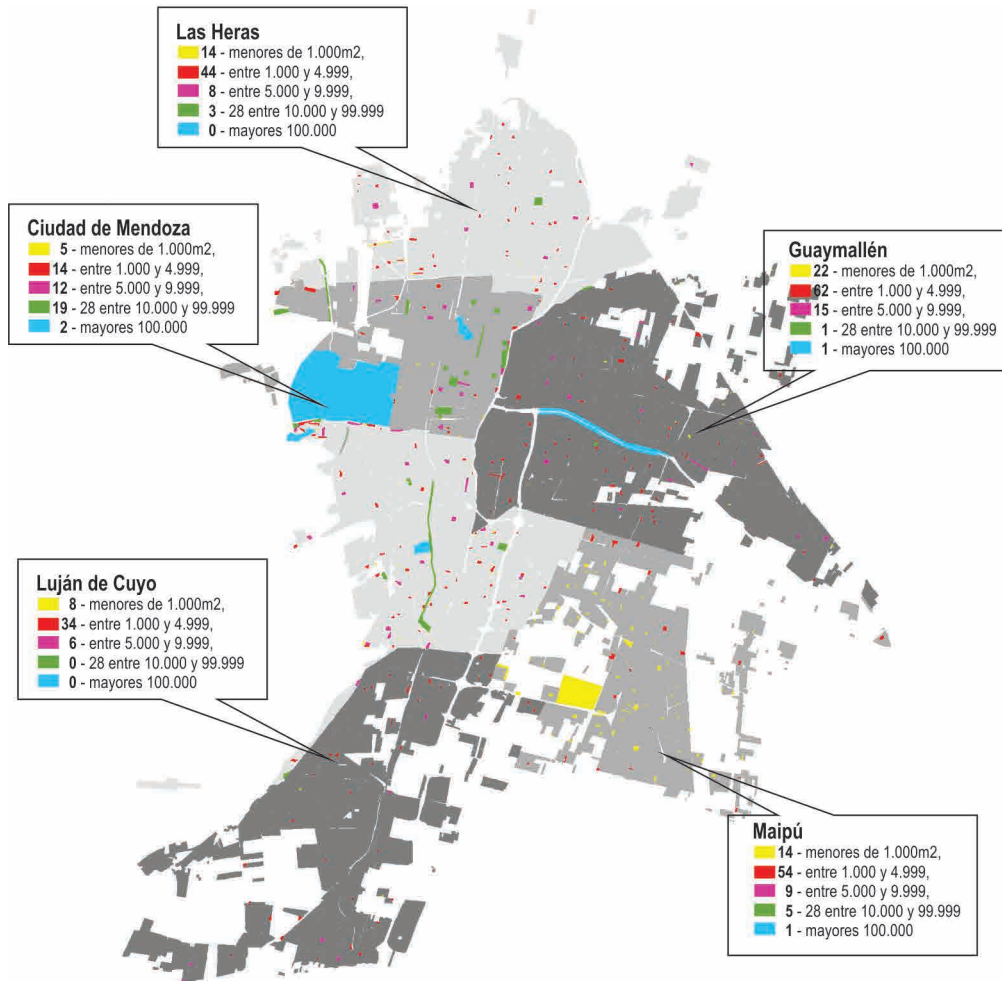 Las Heras
14 - menores de 1.000m2,
44 - entre 1.000 y 4.999,
8 - entre 5.000 y 9.999,
3 - 28 entre 10.000 y 99.999
0 - mayores 100.000
Ciudad de Mendoza
5 - menores de 1.000m2,
14 - entre 1.000 y 4.999,
12 - entre 5.000 y 9.999,
19 - 28 entre 10.000 y 99.999
2 - mayores 100.000
Guaymallén
22 - menores de 1.000m2,
62 - entre 1.000 y 4.999,
15 - entre 5.000 y 9.999,
1 - 28 entre 10.000 y 99.999
1 - mayores 100.000
Luján de Cuyo
8 - menores de 1.000m2,
34 - entre 1.000 y 4.999,
6 - entre 5.000 y 9.999,
0 - 28 entre 10.000 y 99.999
0 - mayores 100.000
Maipú
14 - menores de 1.000m2,
54 - entre 1.000 y 4.999,
9 - entre 5.000 y 9.999,
5 - 28 entre 10.000 y 99.999
1 - mayores 100.000